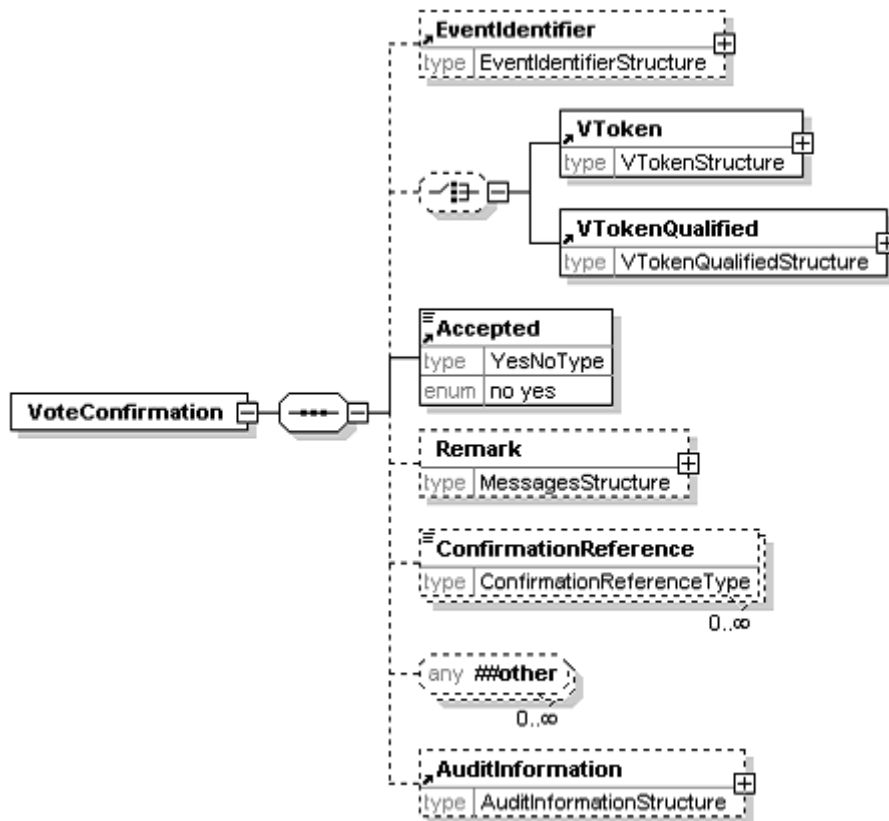 EventIdentifier
type EventIdentifierStructure
VToken
type VTokenStructure
VTokenQualified
type VTokenQualifiedStructure
Accepted
type YesNoType
enum no yes
VoteConfirmation
Remark
type MessagesStructure
ConfirmationReference
type ConfirmationReferenceType
0..∞
any ##other
0..∞
AuditInformation
type AuditInformationStructure